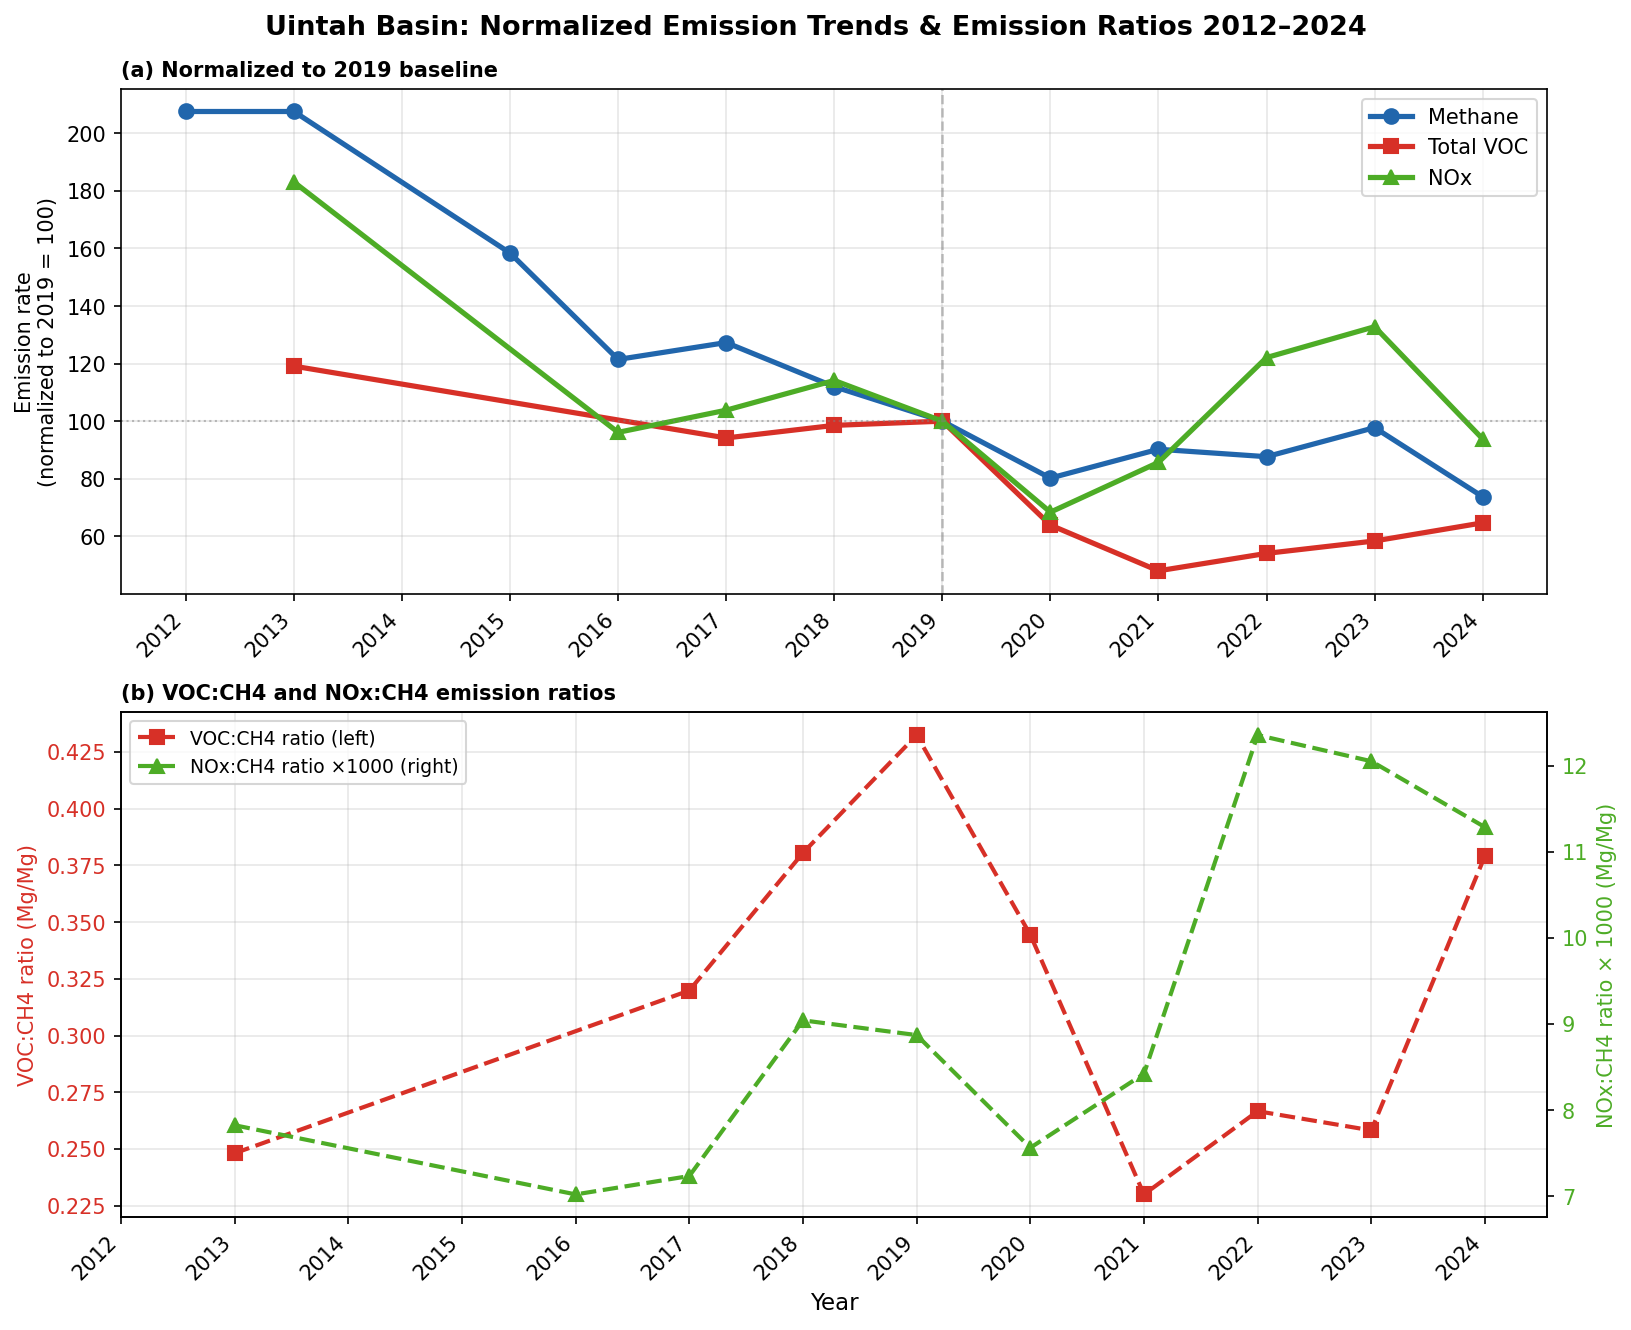 Uintah Basin: Normalized Emission Trends & Emission Ratios 2012–2024
(a) Normalized to 2019 baseline
Emission rate
(normalized to 2019 = 100)
200
180
160
140
120
100
80
60
Methane
Total VOC
NOx
2012 2013 2014 2015 2016 2017 2018 2019 2020 2021 2022 2023 2024
(b) VOC:CH4 and NOx:CH4 emission ratios
VOC:CH4 ratio (Mg/Mg)
0.425
0.400
0.375
0.350
0.325
0.300
0.275
0.250
0.225
VOC:CH4 ratio (left)
NOx:CH4 ratio ×1000 (right)
12
11
10
9
8
7
NOx:CH4 ratio × 1000 (Mg/Mg)
2012 2013 2014 2015 2016 2017 2018 2019 2020 2021 2022 2023 2024
Year